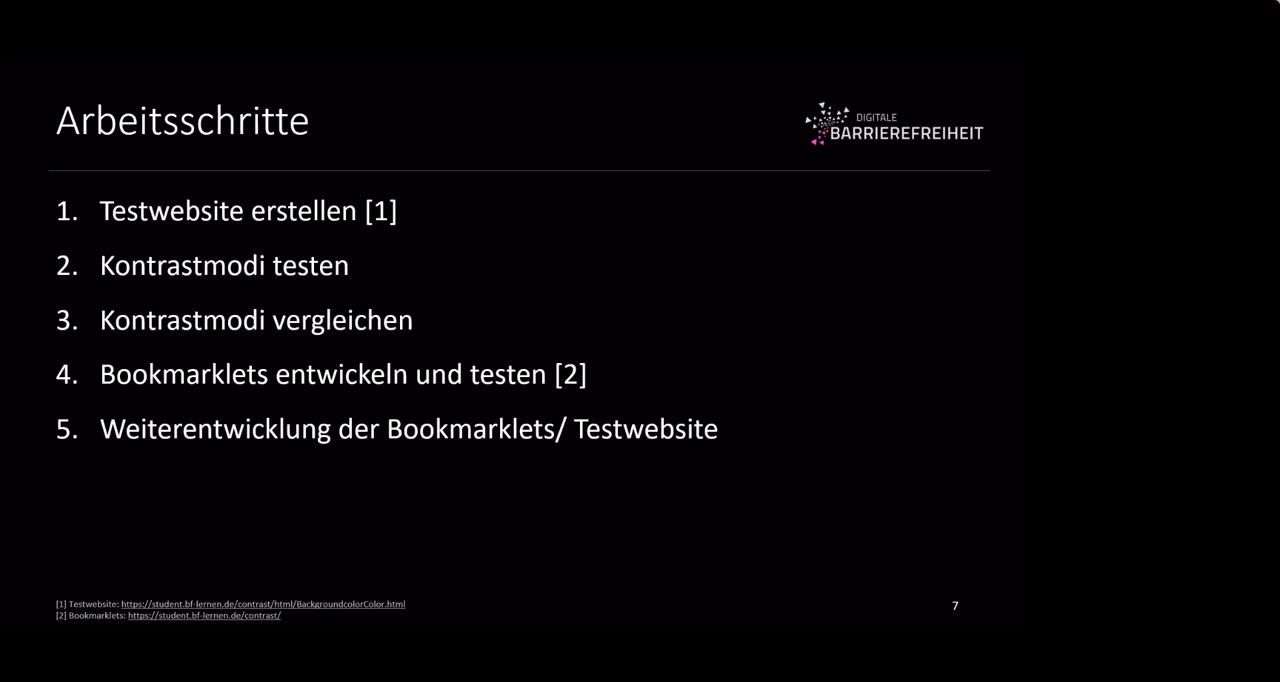 Arbeitsschritte
DIGITALE
BARRIEREFREIHEIT
1. Testwebsite erstellen [1]
2. Kontrastmodi testen
3. Kontrastmodi vergleichen
4. Bookmarklets entwickeln und testen [2]
5. Weiterentwicklung der Bookmarklets/ Testwebsite
[1] Testwebsite: https://student.bf-lernen.de/contrast/html/BackgroundcolorColor.html
[2] Bookmarklets: https://student.bf-lernen.de/contrast/
7